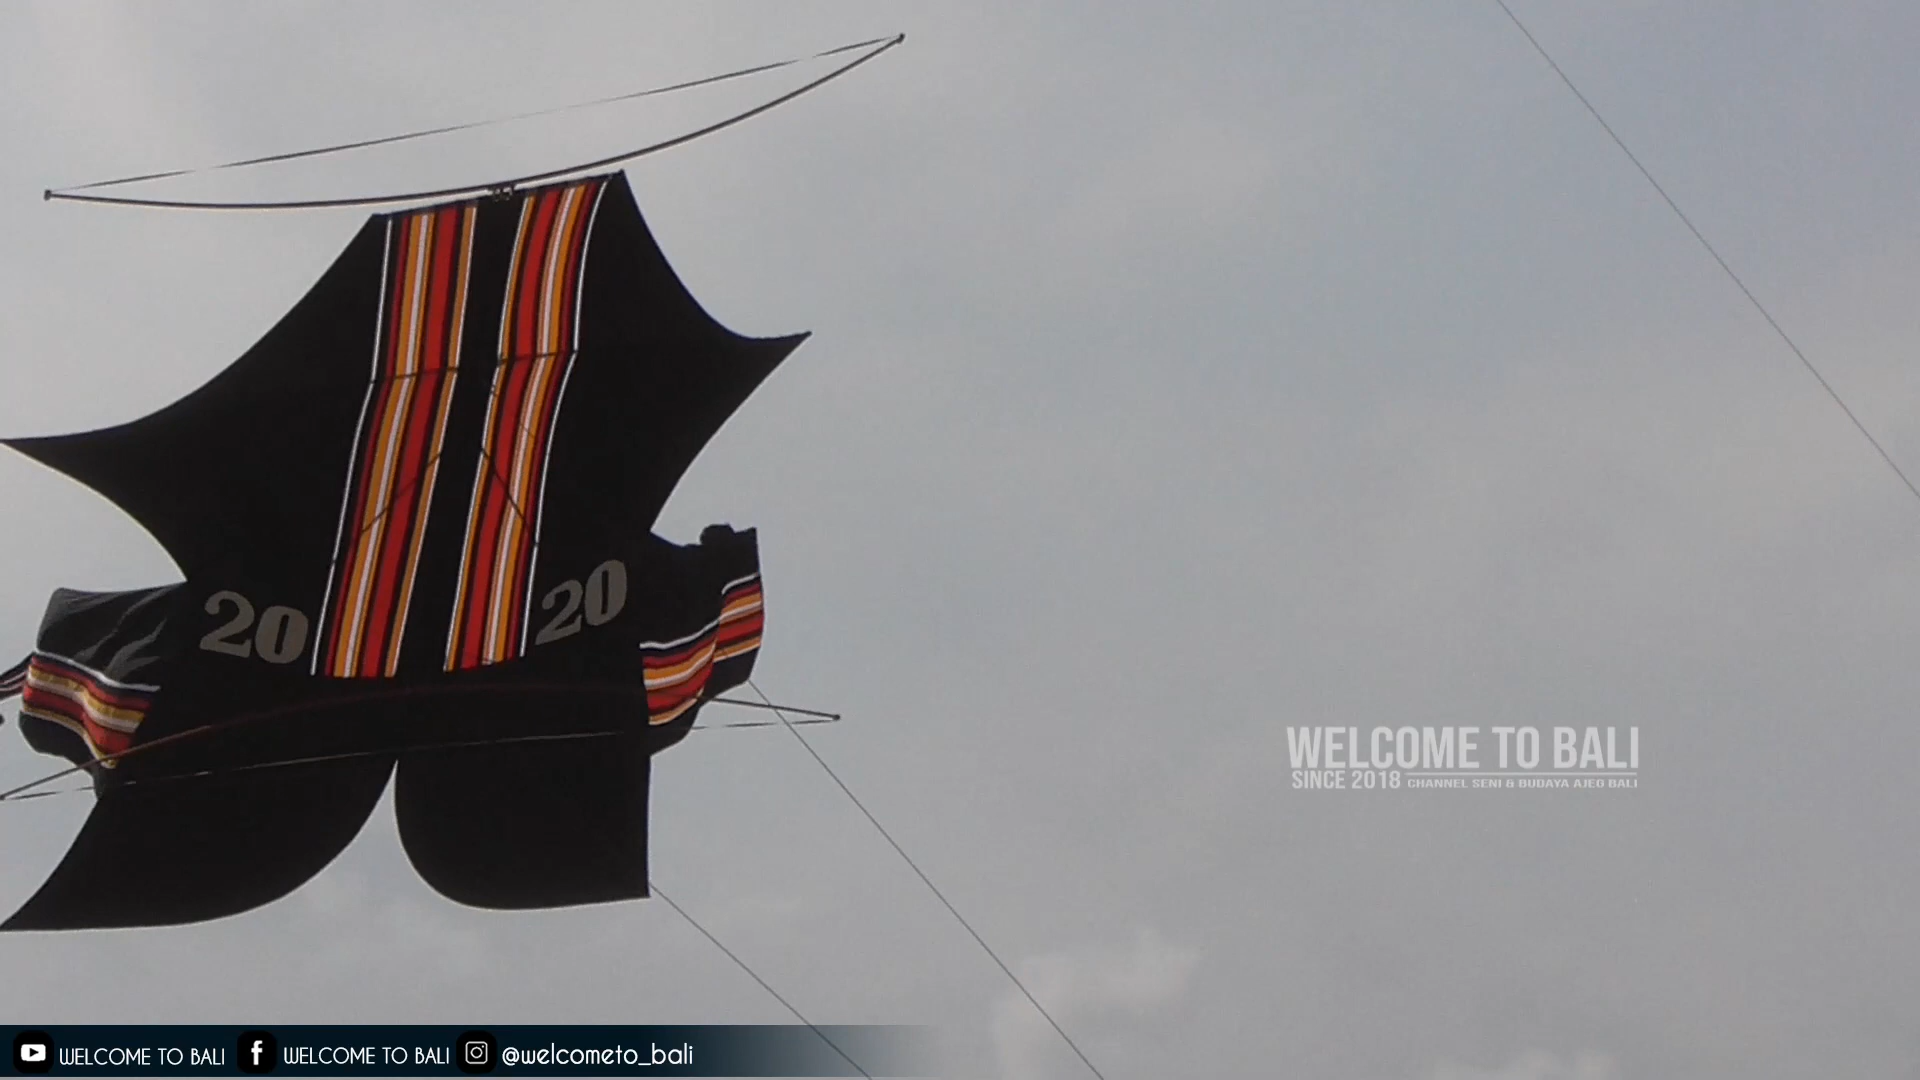 20 20
WELCOME TO BALI
SINCE 2018 CHANNEL SENI & BUDAYA AJEG BALI
WELCOME TO BALI WELCOME TO BALI @welcometo_bali